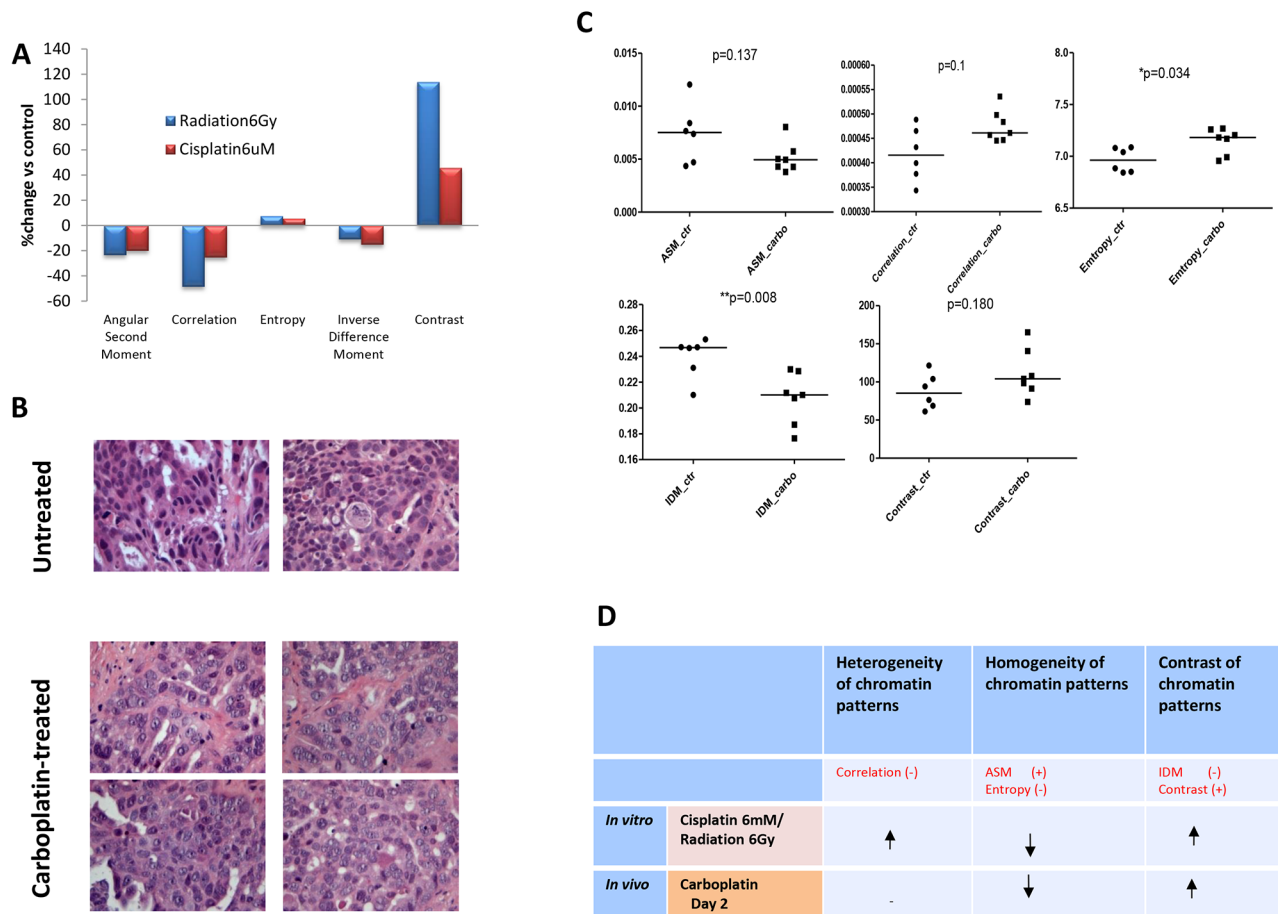 A
140
120
100
80
60
40
20
0
-20
-40
-60
%change vs control
Radiation6Gy
Cisplatin6uM
Angular
Second
Moment
Correlation
Entropy
Inverse
Difference
Moment
Contrast
B
Untreated
Carboplatin-treated
C
0.015
0.010
0.005
0.000
p=0.137
ASM_ctr
ASM_carbo
0.00060
0.00055
0.00050
0.00045
0.00040
0.00035
0.00030
p=0.1
Correlation_ctr
Correlation_carbo
8.0
7.5
7.0
6.5
*p=0.034
Emtropy_ctr
Emtropy_carbo
0.28
0.26
0.24
0.22
0.20
0.18
0.16
**p=0.008
IDM_ctr
IDM_carbo
200
150
100
50
0
p=0.180
Contrast_ctr
Contrast_carbo
D
Heterogeneity
of chromatin
patterns
Homogeneity of
chromatin patterns
Contrast of
chromatin
patterns
Correlation (-)
ASM (+)
Entropy (-)
IDM (-)
Contrast (+)
In vitro
Cisplatin 6mM/
Radiation 6Gy
In vivo
Carboplatin
Day 2
-